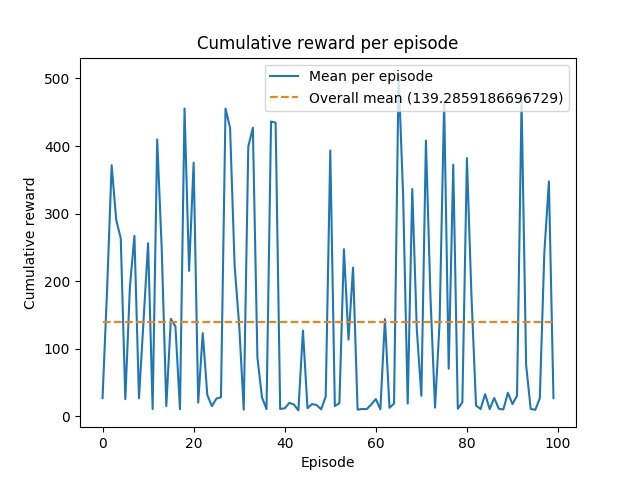 Cumulative reward per episode
Mean per episode
Overall mean (139.2859186696729)
500
400
300
200
100
0
Cumulative reward
0 20 40 60 80 100
Episode